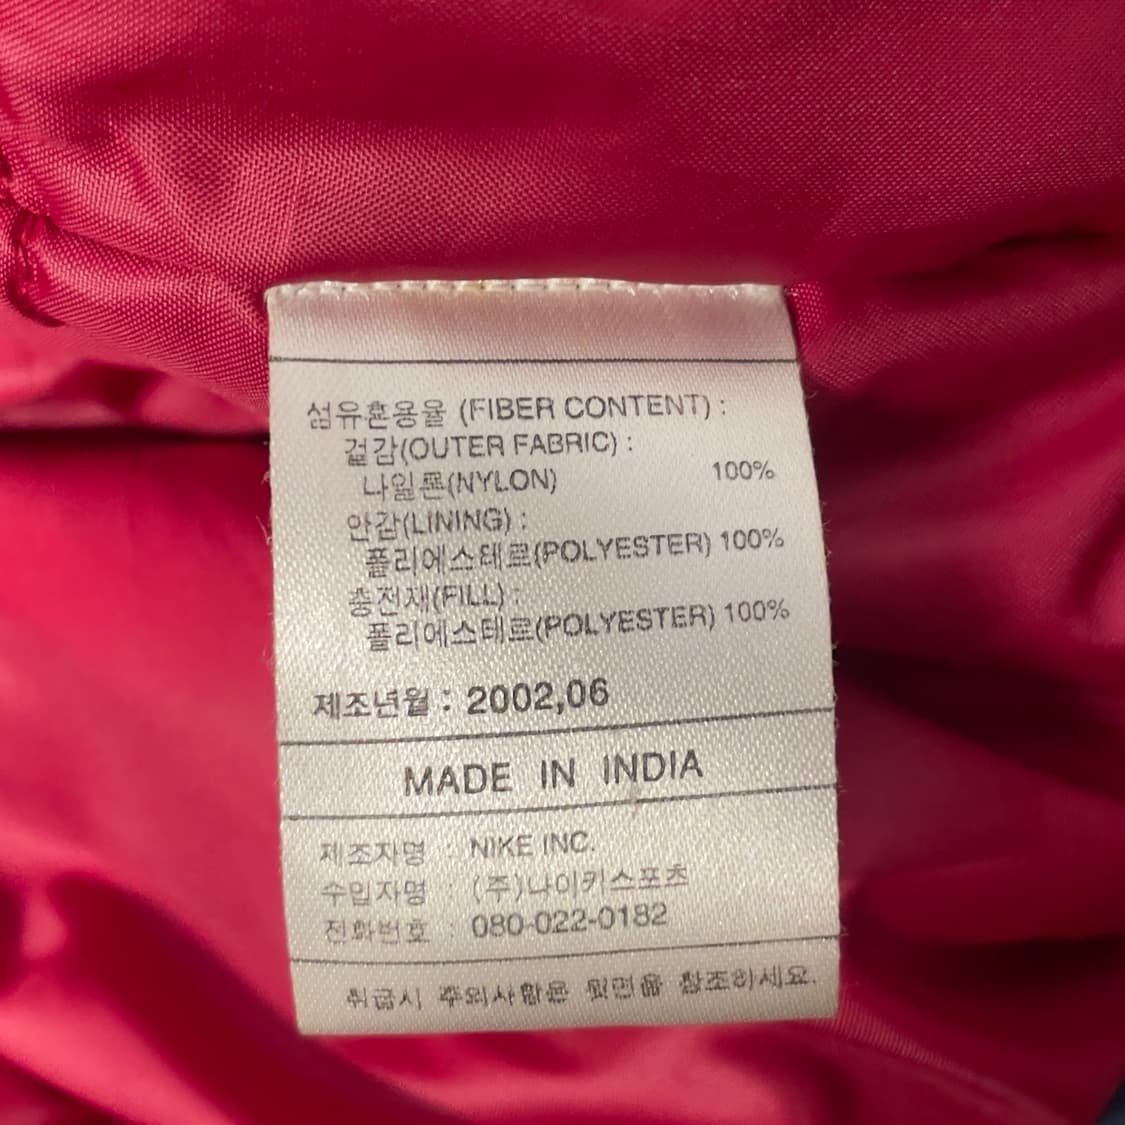 섬유혼용율 (FIBER CONTENT) :
겉감(OUTER FABRIC) :
나일론(NYLON) 100%
안감(LINING) :
폴리에스테르(POLYESTER) 100%
충전재(FILL) :
폴리에스테르(POLYESTER) 100%
제조년월 : 2002,06
MADE IN INDIA
제조자명 : NIKE INC.
수입자명 : (주)나이키스포츠
전화번호 : 080-022-0182
취급시 주의사항은 뒷면을 참조하세요.